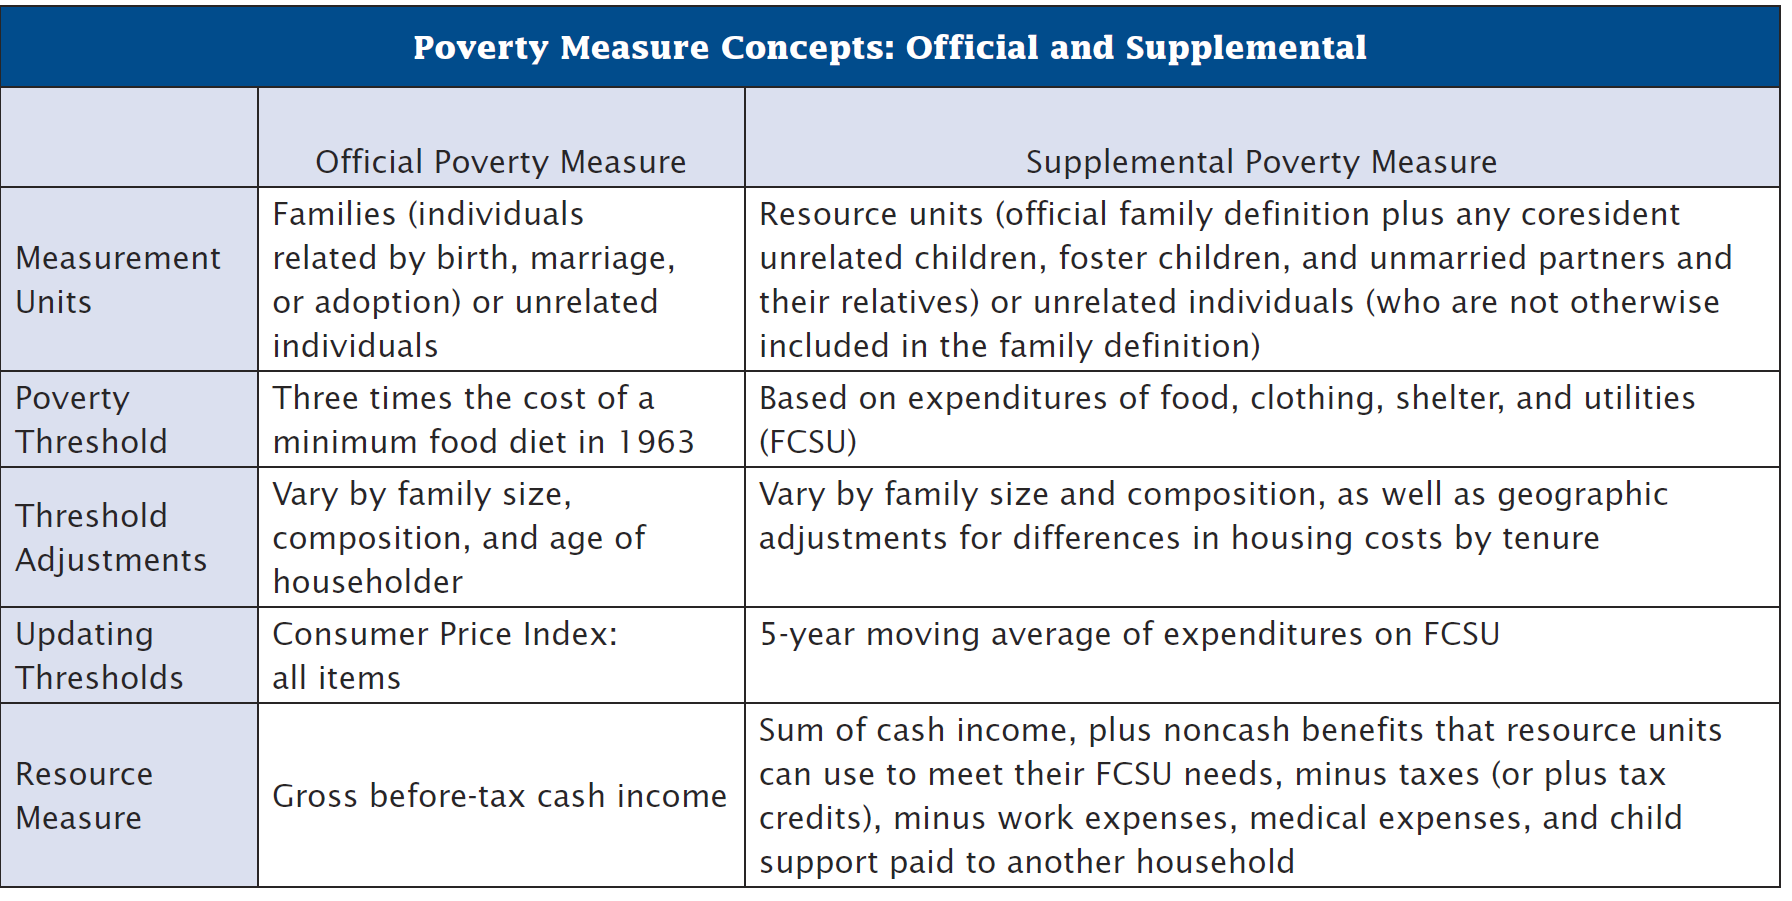 Poverty Measure Concepts: Official and Supplemental
Official Poverty Measure
Supplemental Poverty Measure
Measurement
Units
Families (individuals
related by birth, marriage,
or adoption) or unrelated
individuals
Resource units (official family definition plus any coresident
unrelated children, foster children, and unmarried partners and
their relatives) or unrelated individuals (who are not otherwise
included in the family definition)
Poverty
Threshold
Three times the cost of a
minimum food diet in 1963
Based on expenditures of food, clothing, shelter, and utilities
(FCSU)
Threshold
Adjustments
Vary by family size,
composition, and age of
householder
Vary by family size and composition, as well as geographic
adjustments for differences in housing costs by tenure
Updating
Thresholds
Consumer Price Index:
all items
5-year moving average of expenditures on FCSU
Resource
Measure
Gross before-tax cash income
Sum of cash income, plus noncash benefits that resource units
can use to meet their FCSU needs, minus taxes (or plus tax
credits), minus work expenses, medical expenses, and child
support paid to another household